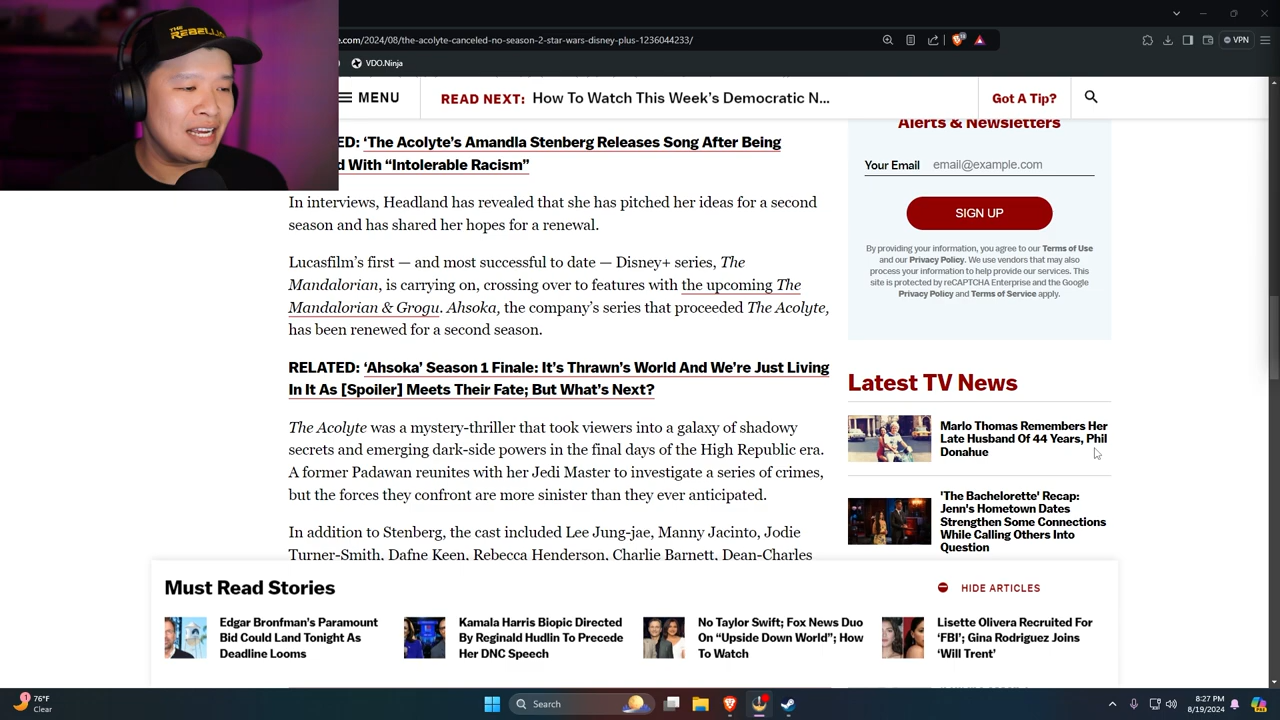 THE
e.com/2024/08/the-acolyte-canceled-no-season-2-star-wars-disney-plus-1236044233/
VPN
VDO.Ninja
MENU
READ NEXT: How To Watch This Week's Democratic N...
Got A Tip?
ED: 'The Acolyte's Amandla Stenberg Releases Song After Being
d With "Intolerable Racism"
In interviews, Headland has revealed that she has pitched her ideas for a second
season and has shared her hopes for a renewal.
Lucasfilm's first — and most successful to date — Disney+ series, The
Mandalorian, is carrying on, crossing over to features with the upcoming The
Mandalorian & Grogu. Ahsoka, the company's series that proceeded The Acolyte,
has been renewed for a second season.
RELATED: 'Ahsoka' Season 1 Finale: It's Thrawn's World And We're Just Living
In It As [Spoiler] Meets Their Fate; But What's Next?
The Acolyte was a mystery-thriller that took viewers into a galaxy of shadowy
secrets and emerging dark-side powers in the final days of the High Republic era.
A former Padawan reunites with her Jedi Master to investigate a series of crimes,
but the forces they confront are more sinister than they ever anticipated.
In addition to Stenberg, the cast included Lee Jung-jae, Manny Jacinto, Jodie
Turner-Smith, Dafne Keen, Rebecca Henderson, Charlie Barnett, Dean-Charles
Alerts & Newsletters
Your Email email@example.com
SIGN UP
By providing your information, you agree to our Terms of Use
and our Privacy Policy. We use vendors that may also
process your information to help provide our services. This
site is protected by reCAPTCHA Enterprise and the Google
Privacy Policy and Terms of Service apply.
Latest TV News
Marlo Thomas Remembers Her
Late Husband Of 44 Years, Phil
Donahue
'The Bachelorette' Recap:
Jenn's Hometown Dates
Strengthen Some Connections
While Calling Others Into
Question
Must Read Stories
HIDE ARTICLES
Edgar Bronfman's Paramount
Bid Could Land Tonight As
Deadline Looms
Kamala Harris Biopic Directed
By Reginald Hudlin To Precede
Her DNC Speech
No Taylor Swift; Fox News Duo
On "Upside Down World"; How
To Watch
Lisette Olivera Recruited For
'FBI'; Gina Rodriguez Joins
'Will Trent'
76°F
Clear
Search
8:27 PM
8/19/2024